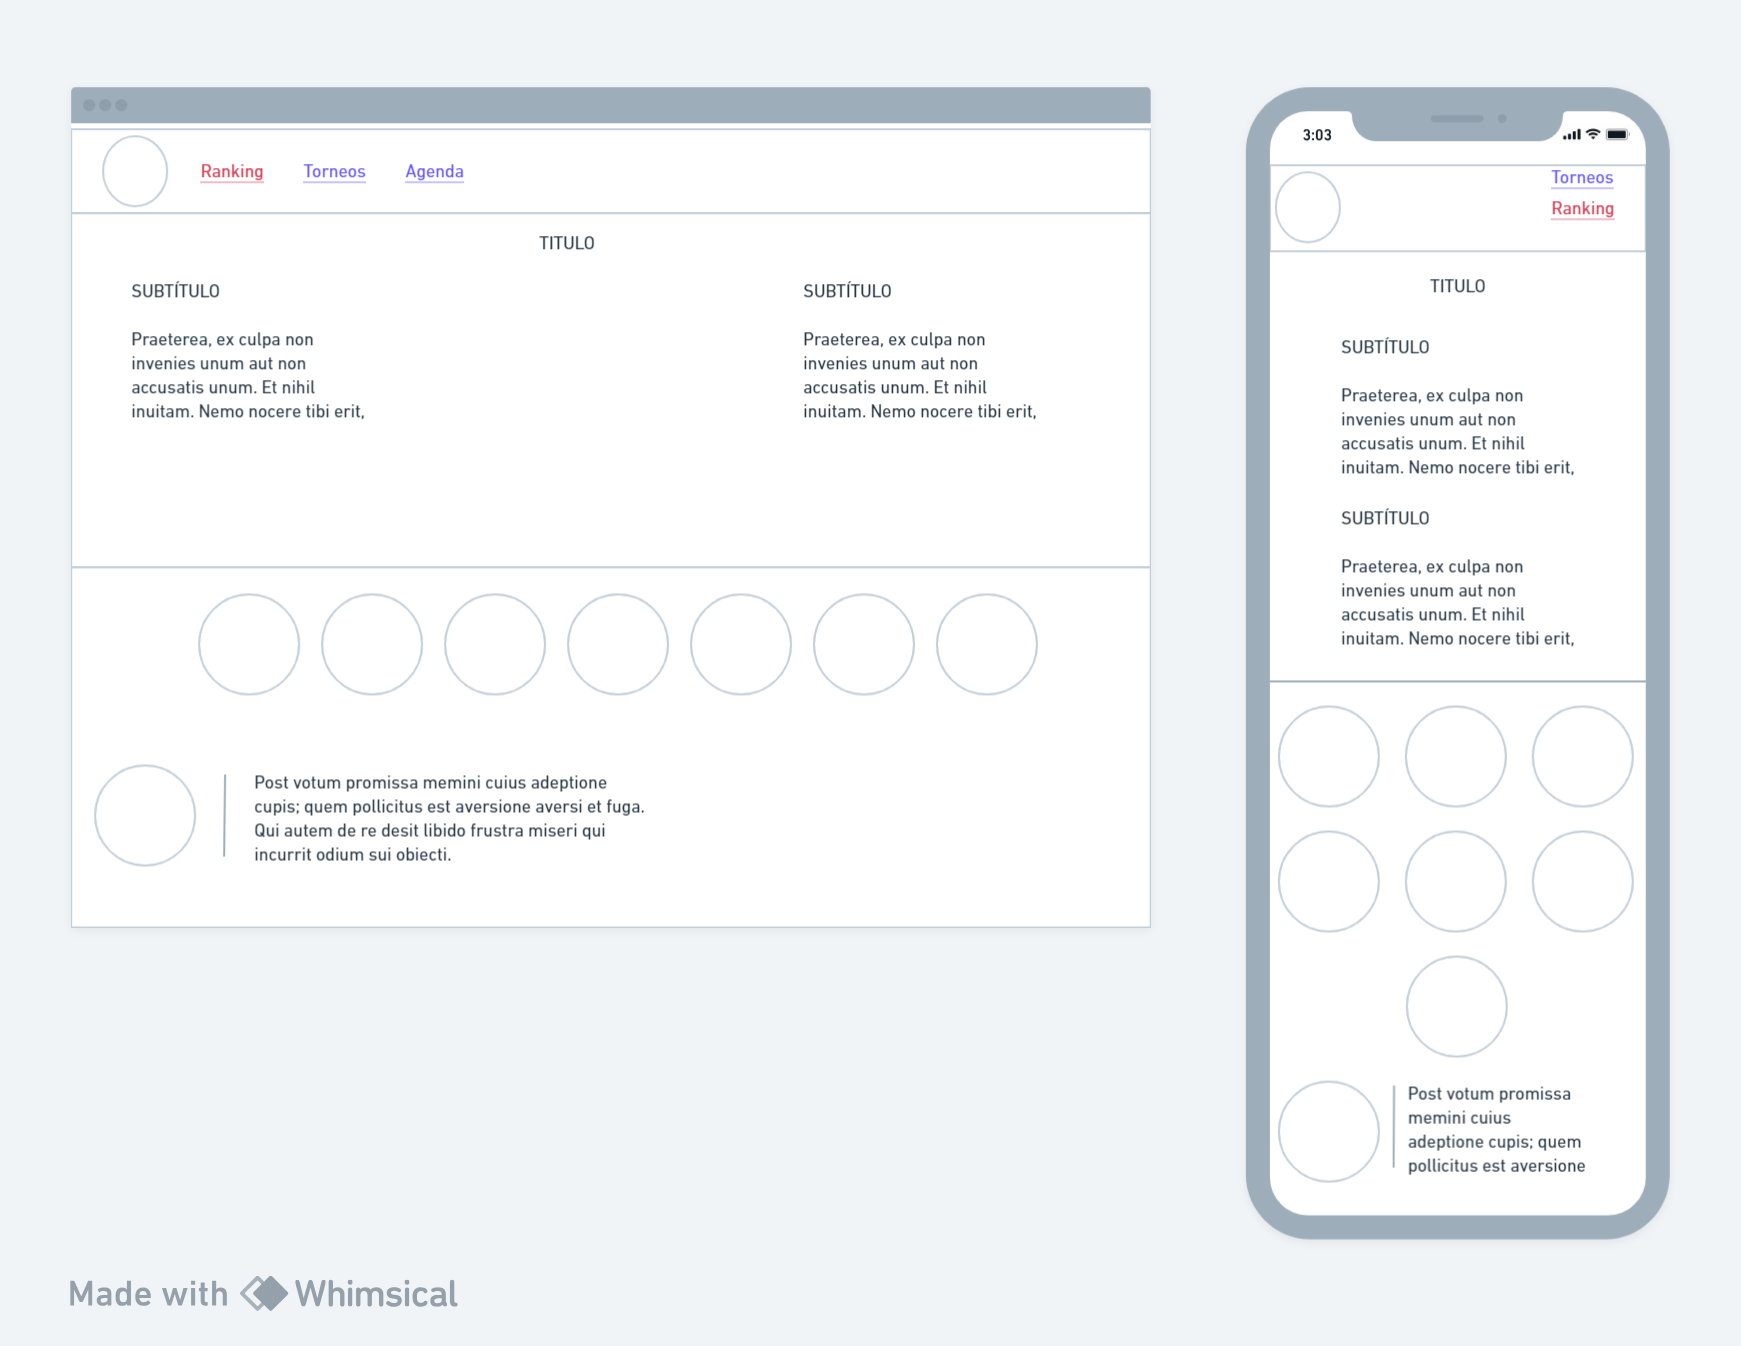 Ranking Torneos Agenda
TITULO
SUBTÍTULO
Praeterea, ex culpa non
invenies unum aut non
accusatis unum. Et nihil
inuitam. Nemo nocere tibi erit,
SUBTÍTULO
Praeterea, ex culpa non
invenies unum aut non
accusatis unum. Et nihil
inuitam. Nemo nocere tibi erit,
Post votum promissa memini cuius adeptione
cupis; quem pollicitus est aversione aversi et fuga.
Qui autem de re desit libido frustra miseri qui
incurrit odium sui obiecti.
3:03
Torneos
Ranking
TITULO
SUBTÍTULO
Praeterea, ex culpa non
invenies unum aut non
accusatis unum. Et nihil
inuitam. Nemo nocere tibi erit,
SUBTÍTULO
Praeterea, ex culpa non
invenies unum aut non
accusatis unum. Et nihil
inuitam. Nemo nocere tibi erit,
Post votum promissa
memini cuius
adeptione cupis; quem
pollicitus est aversione
Made with Whimsical